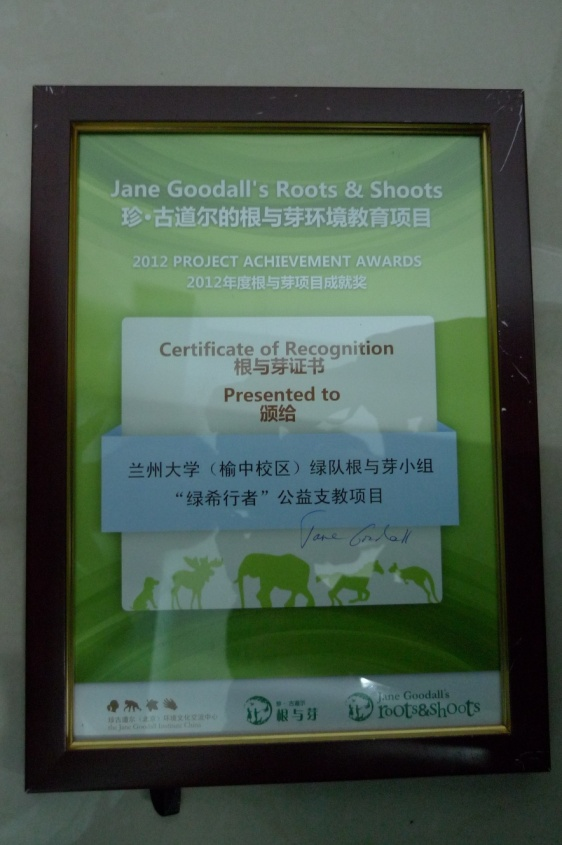 Jane Goodall's Roots & Shoots
珍·古道尔的根与芽环境教育项目
2012 PROJECT ACHIEVEMENT AWARDS
2012年度根与芽项目成就奖
Certificate of Recognition
根与芽证书
Presented to
颁给
兰州大学（榆中校区）绿队根与芽小组
“绿希行者”公益支教项目
Jane Goodall
珍·古道尔
根与芽
Jane Goodall's
roots&shoots
the Jane Goodall Institute China